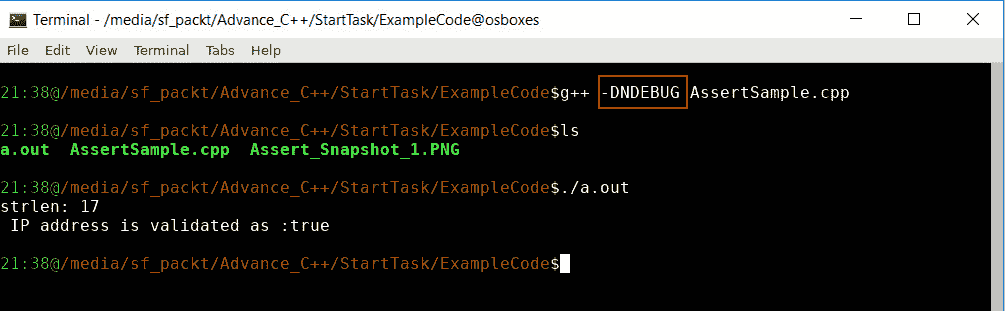 Terminal - /media/sf_packt/Advance_C++/StartTask/ExampleCode@osboxes
File Edit View Terminal Tabs Help
21:38@/media/sf_packt/Advance_C++/StartTask/ExampleCode$g++ -DNDEBUG AssertSample.cpp
21:38@/media/sf_packt/Advance_C++/StartTask/ExampleCode$ls
a.out AssertSample.cpp Assert_Snapshot_1.PNG
21:38@/media/sf_packt/Advance_C++/StartTask/ExampleCode$./a.out
strlen: 17
IP address is validated as :true
21:38@/media/sf_packt/Advance_C++/StartTask/ExampleCode$